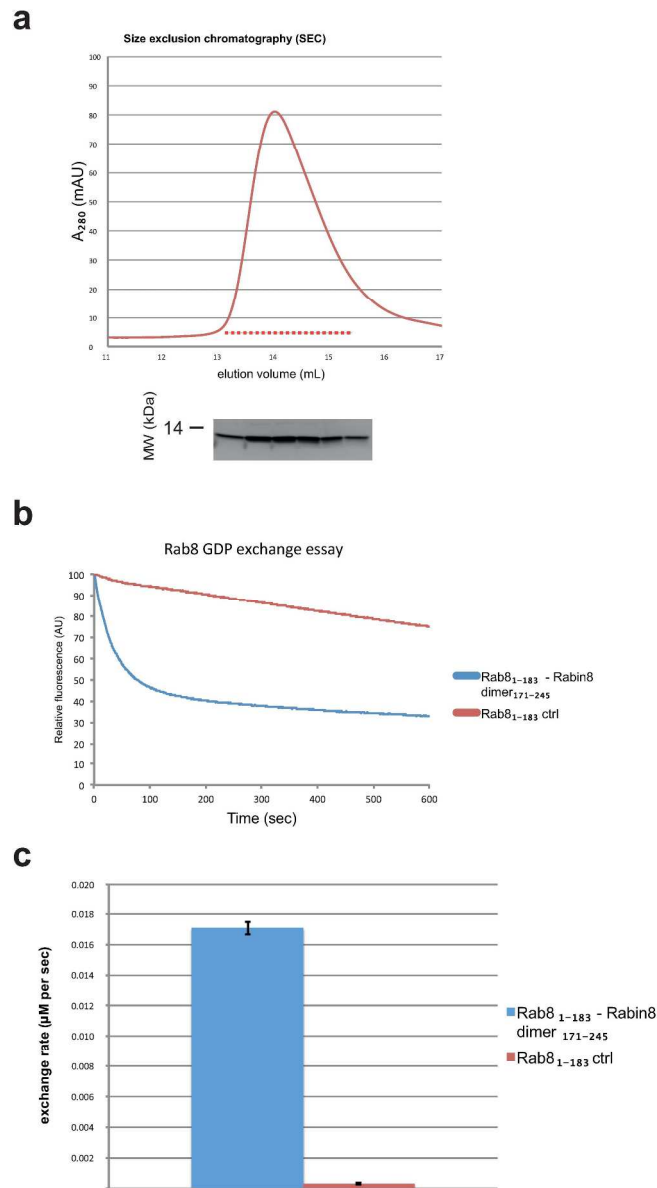 a
Size exclusion chromatography (SEC)
100
90
80
70
60
50
40
30
20
10
0
A280 (mAU)
11 12 13 14 15 16 17
elution volume (mL)
MW (kDa)
14
b
Rab8 GDP exchange essay
100
90
80
70
60
50
40
30
20
10
0
Relative fluorescence (AU)
0 100 200 300 400 500 600
Time (sec)
Rab81-183 - Rabin8
dimer171-245
Rab81-183 ctrl
c
0.020
0.018
0.016
0.014
0.012
0.010
0.008
0.006
0.004
0.002
exchange rate (µM per sec)
Rab8 1-183 - Rabin8
dimer 171-245
Rab8 1-183 ctrl